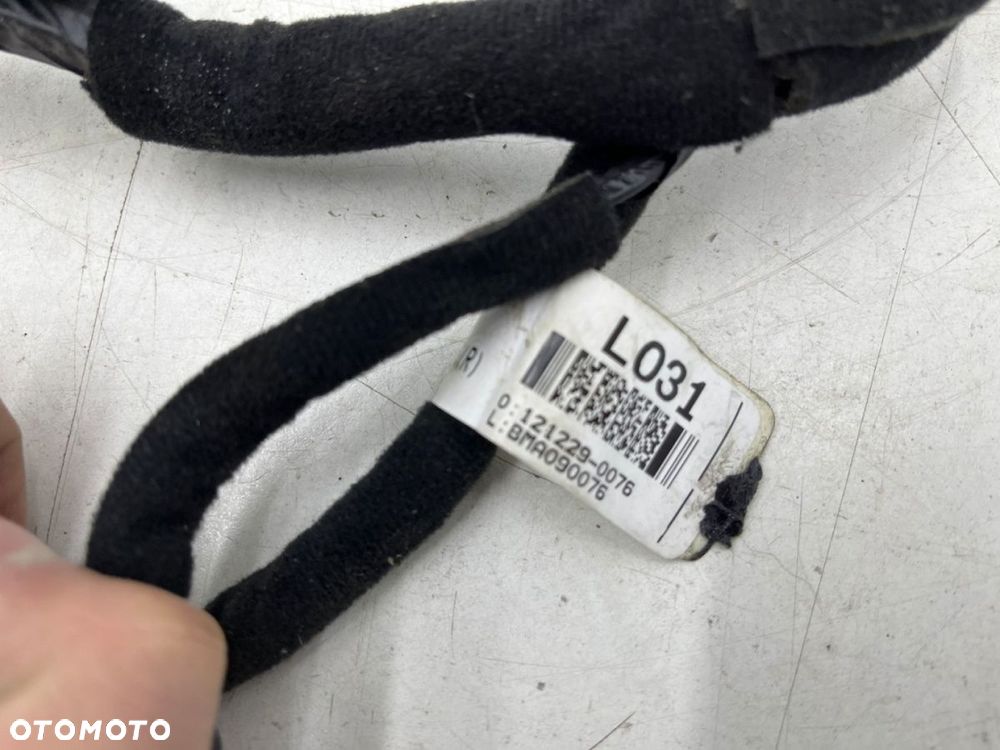 L031
R)
O:121229-0076
L:BMA090076
OTOMOTO